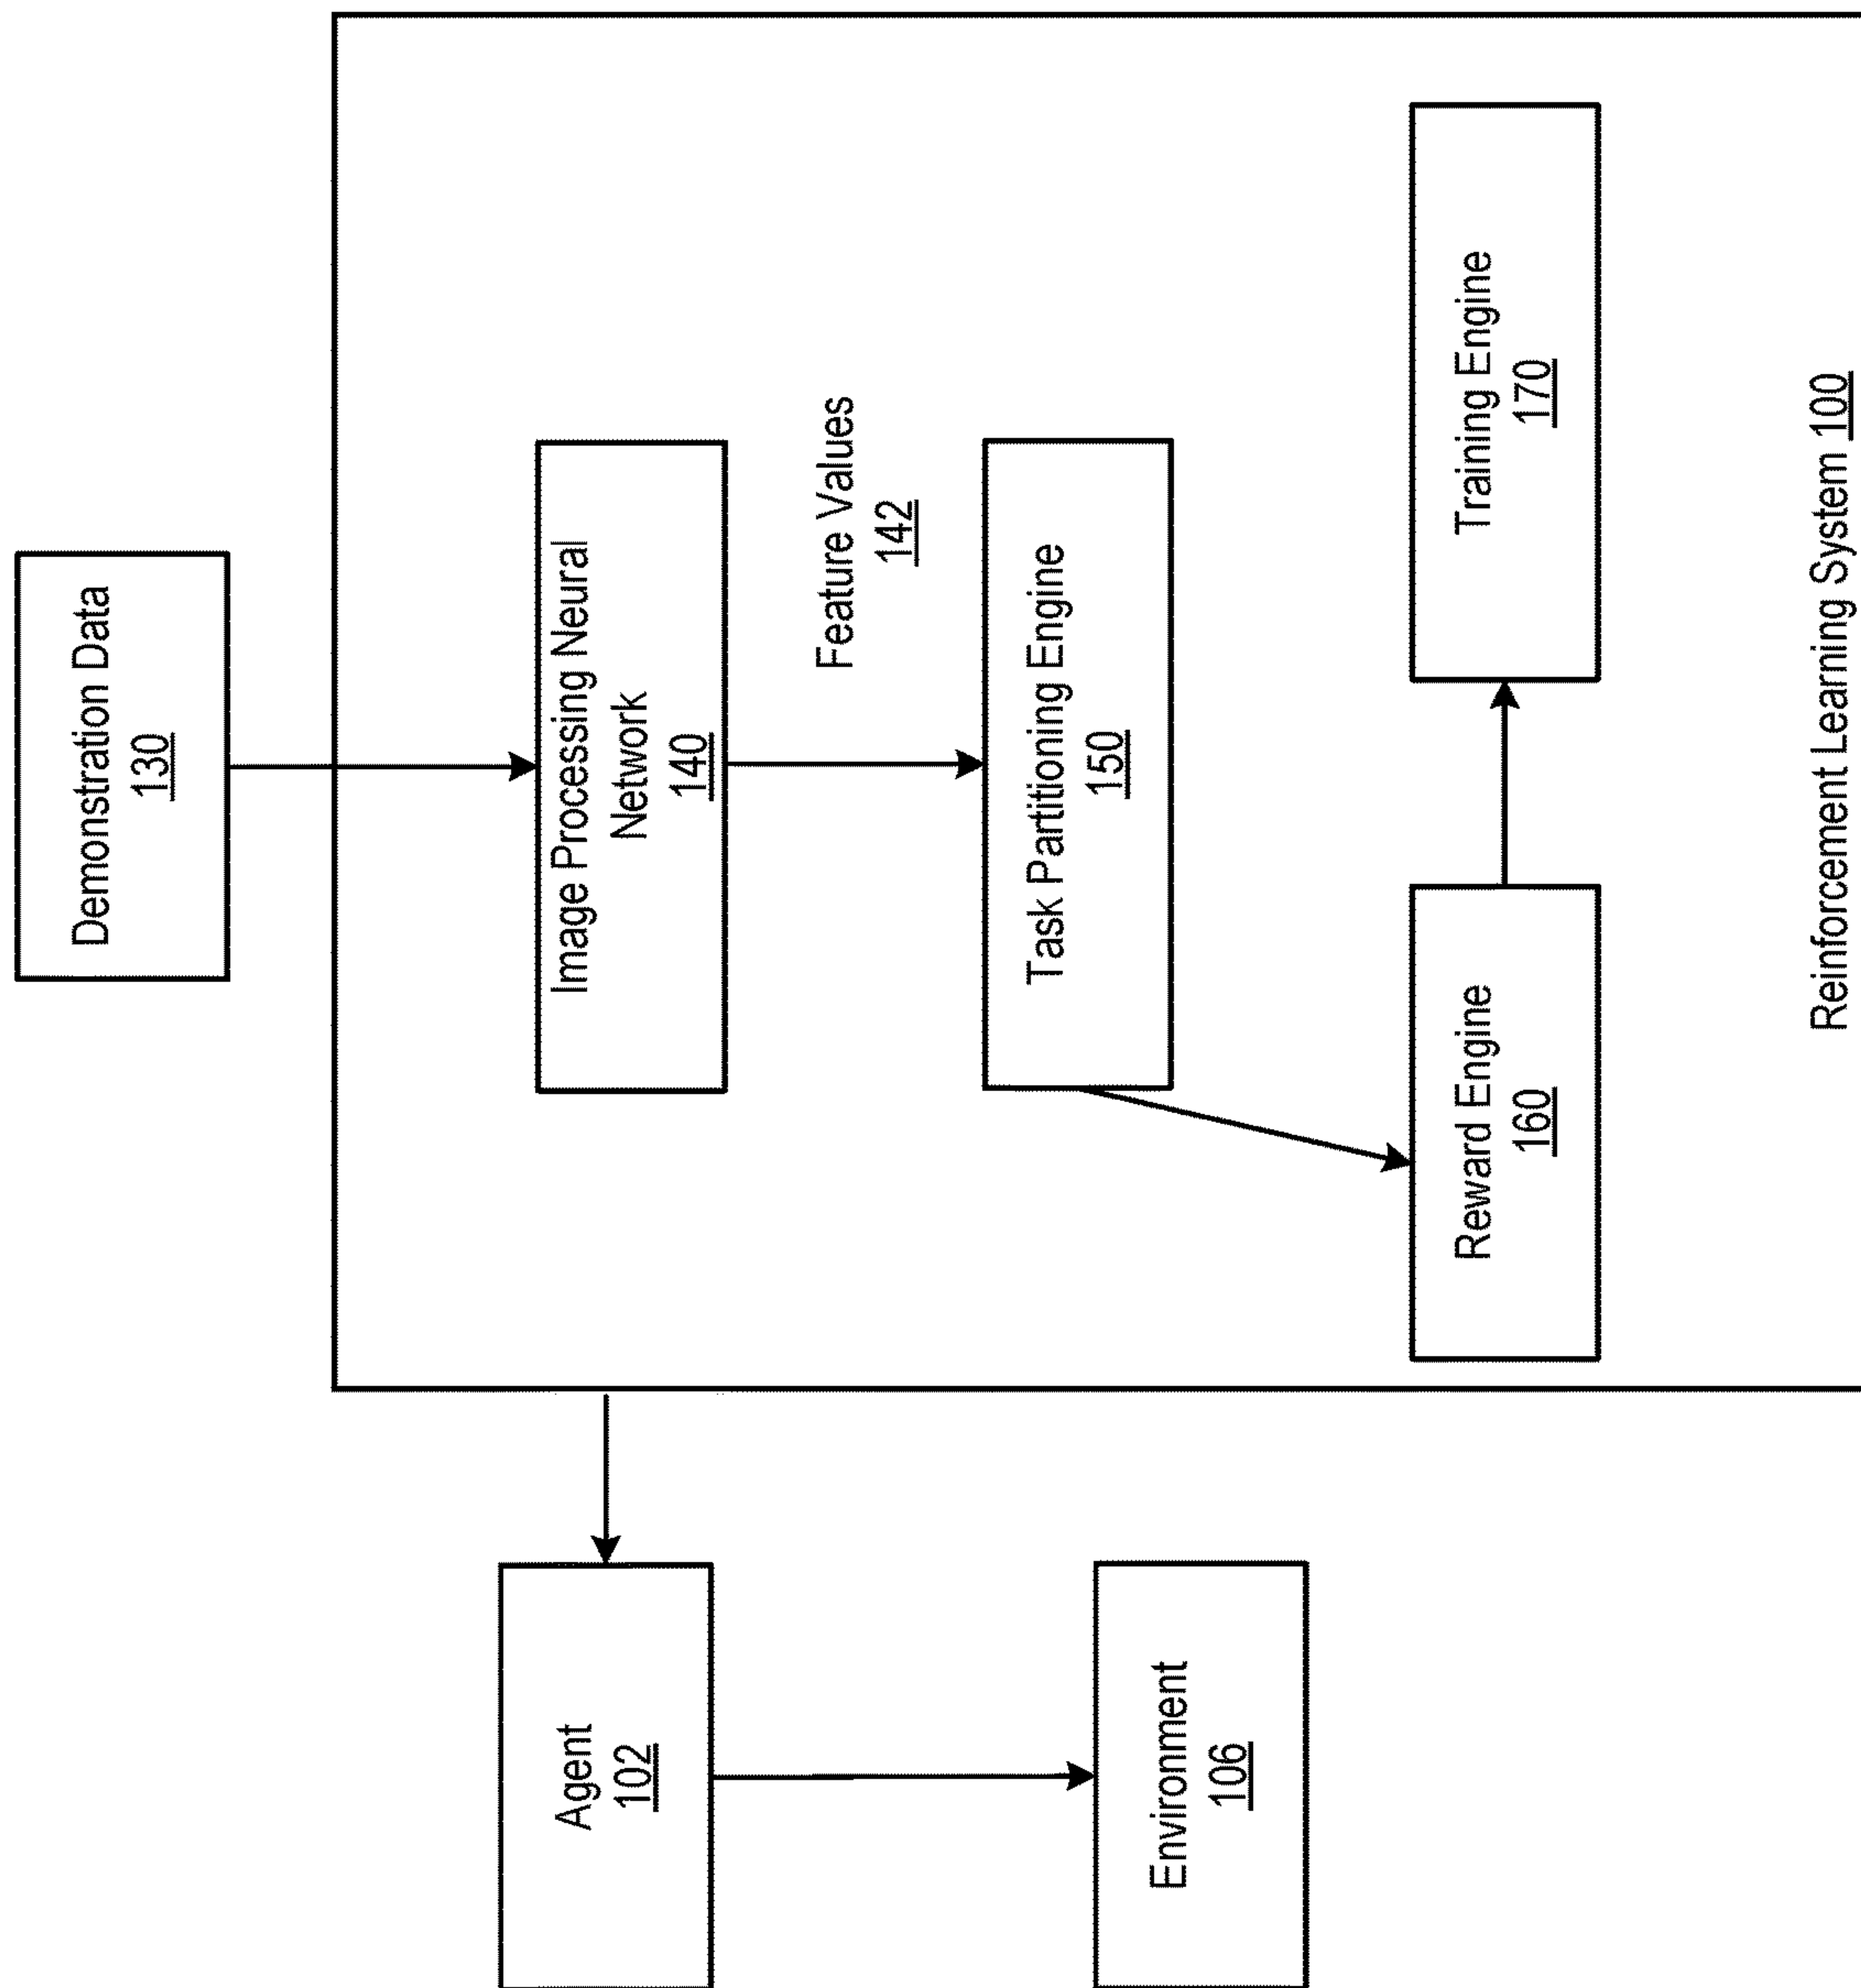 Demonstration Data
130
Image Processing Neural
Network
140
Feature Values
142
Task Partitioning Engine
150
Reward Engine
160
Training Engine
170
Reinforcement Learning System 100
Agent
102
Environment
106